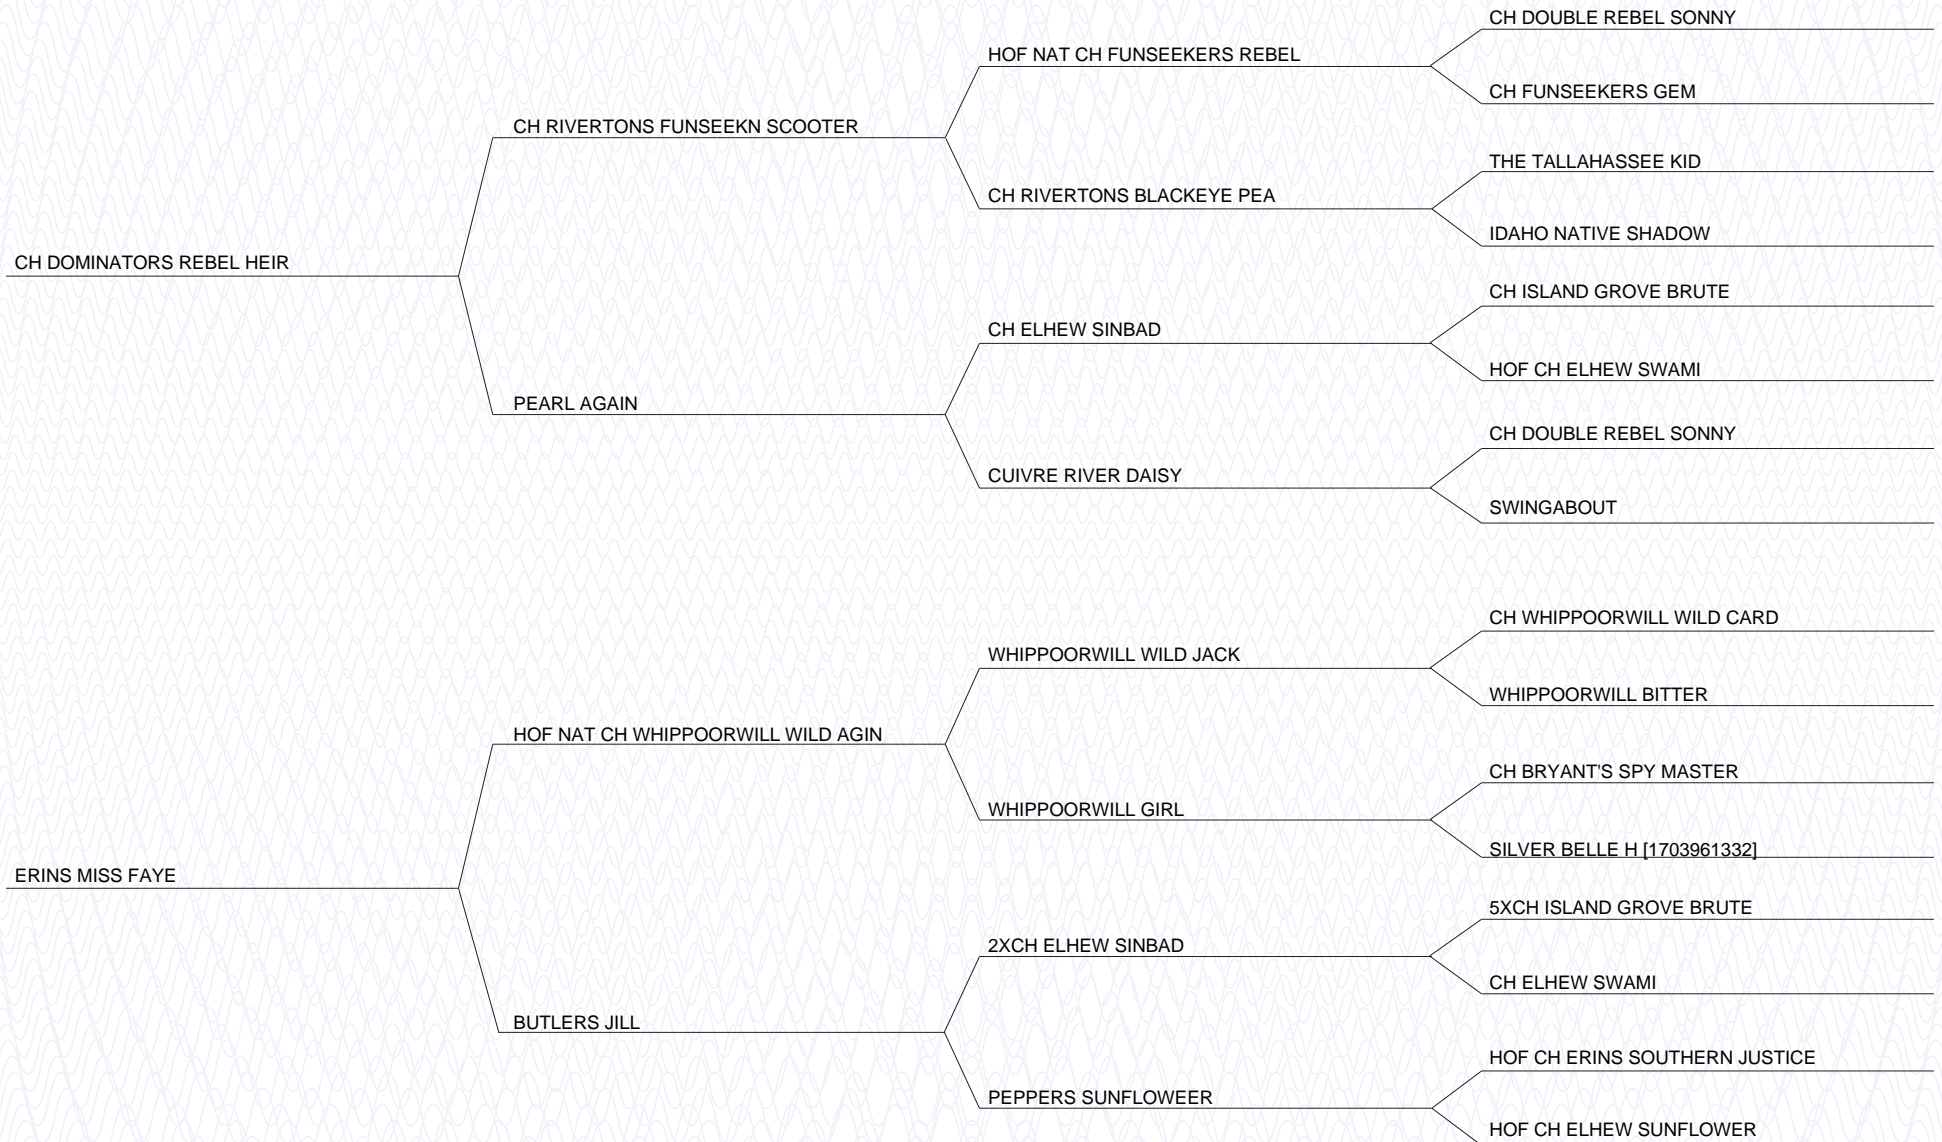 CH DOUBLE REBEL SONNY
HOF NAT CH FUNSEEKERS REBEL
CH FUNSEEKERS GEM
CH RIVERTONS FUNSEEKN SCOOTER
THE TALLAHASSEE KID
CH RIVERTONS BLACKEYE PEA
IDAHO NATIVE SHADOW
CH DOMINATORS REBEL HEIR
CH ISLAND GROVE BRUTE
CH ELHEW SINBAD
HOF CH ELHEW SWAMI
PEARL AGAIN
CH DOUBLE REBEL SONNY
CUIVRE RIVER DAISY
SWINGABOUT
CH WHIPPOORWILL WILD CARD
WHIPPOORWILL WILD JACK
WHIPPOORWILL BITTER
HOF NAT CH WHIPPOORWILL WILD AGIN
CH BRYANT'S SPY MASTER
WHIPPOORWILL GIRL
SILVER BELLE H [1703961332]
ERINS MISS FAYE
5XCH ISLAND GROVE BRUTE
2XCH ELHEW SINBAD
CH ELHEW SWAMI
BUTLERS JILL
HOF CH ERINS SOUTHERN JUSTICE
PEPPERS SUNFLOWEER
HOF CH ELHEW SUNFLOWER